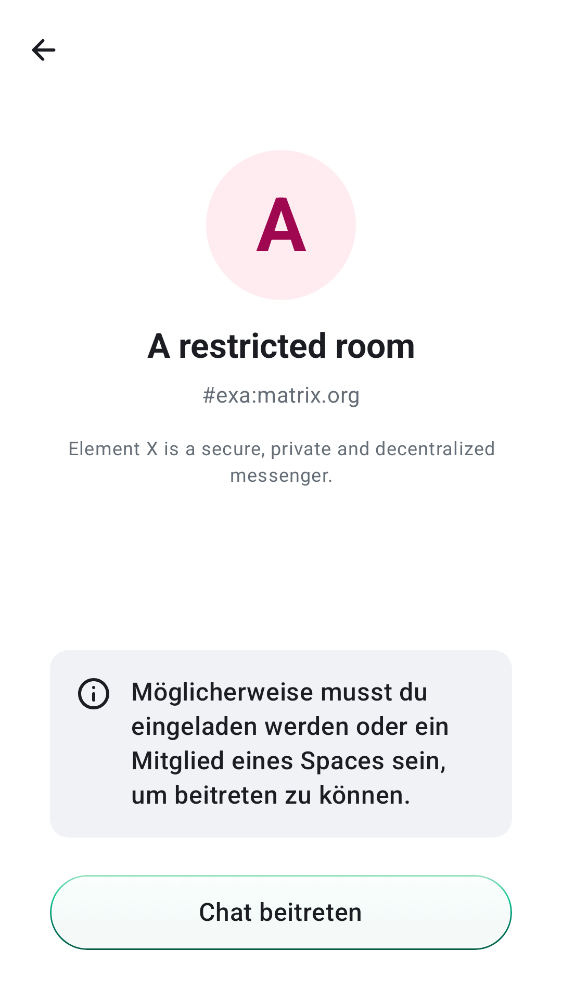 A
A restricted room
#exa:matrix.org
Element X is a secure, private and decentralized
messenger.
Möglicherweise musst du
eingeladen werden oder ein
Mitglied eines Spaces sein,
um beitreten zu können.
Chat beitreten